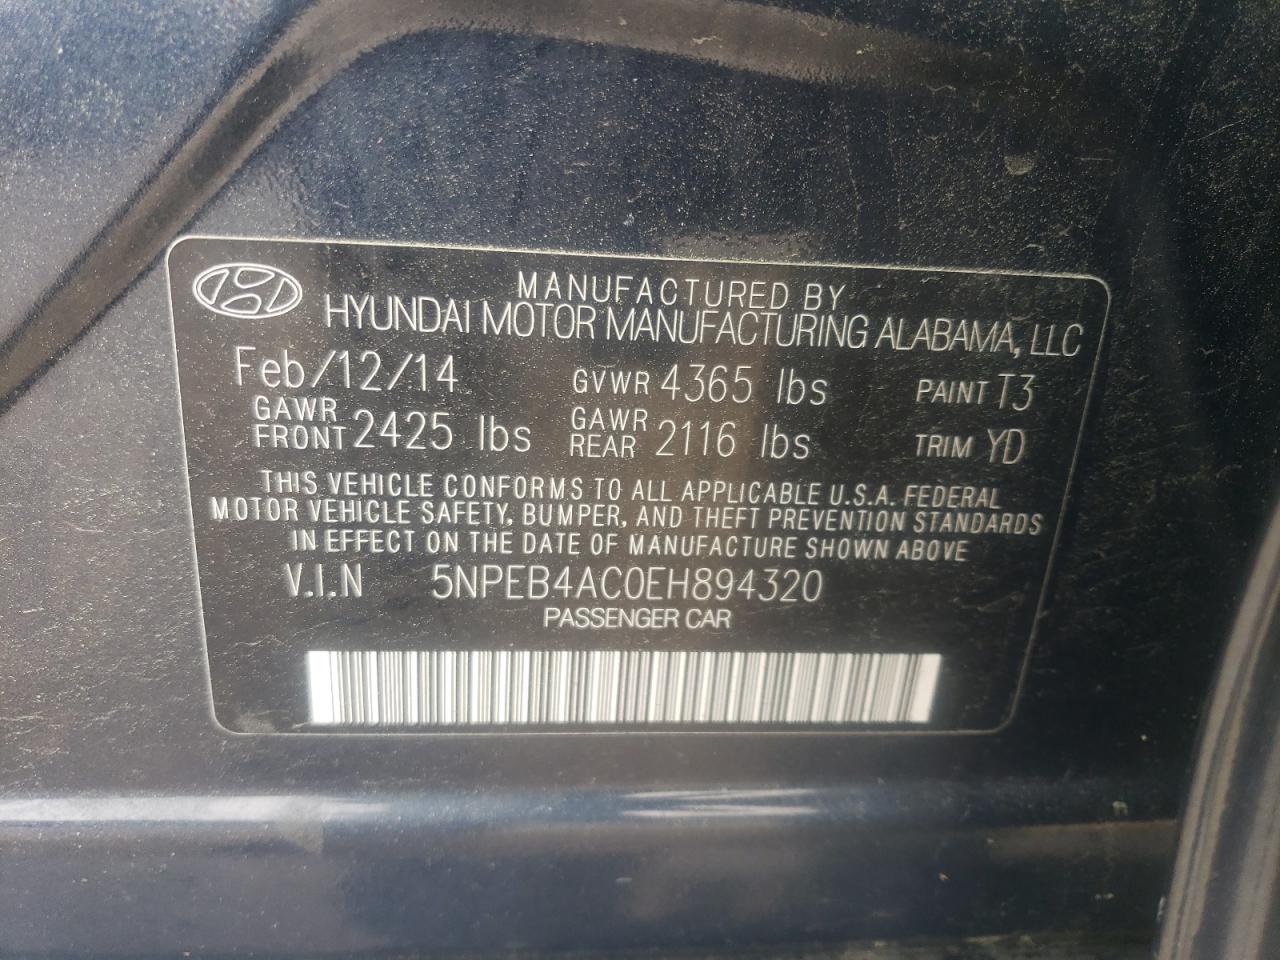 MANUFACTURED BY
HYUNDAI MOTOR MANUFACTURING ALABAMA, LLC
Feb/12/14 GVWR 4365 lbs PAINT T3
GAWR FRONT 2425 lbs GAWR REAR 2116 lbs TRIM YD
THIS VEHICLE CONFORMS TO ALL APPLICABLE U.S.A. FEDERAL
MOTOR VEHICLE SAFETY, BUMPER, AND THEFT PREVENTION STANDARDS
IN EFFECT ON THE DATE OF MANUFACTURE SHOWN ABOVE
V.I.N 5NPEB4AC0EH894320
PASSENGER CAR